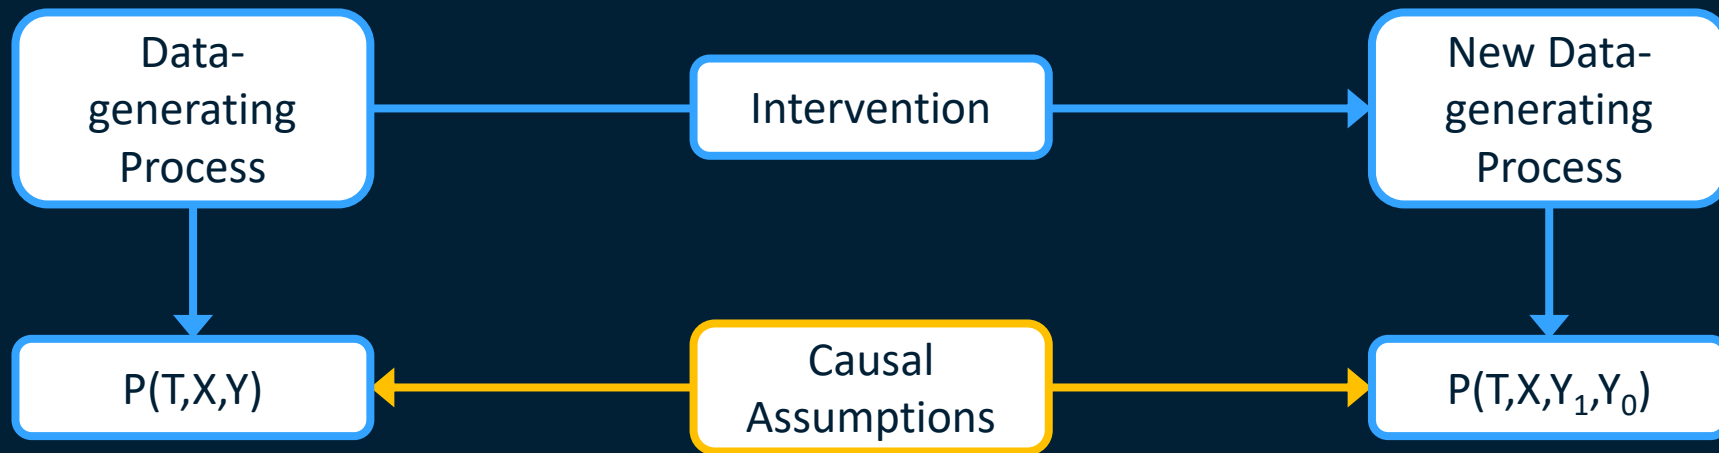 Data-
generating
Process
Intervention
New Data-
generating
Process
P(T,X,Y)
Causal
Assumptions
P(T,X,Y₁,Y₀)